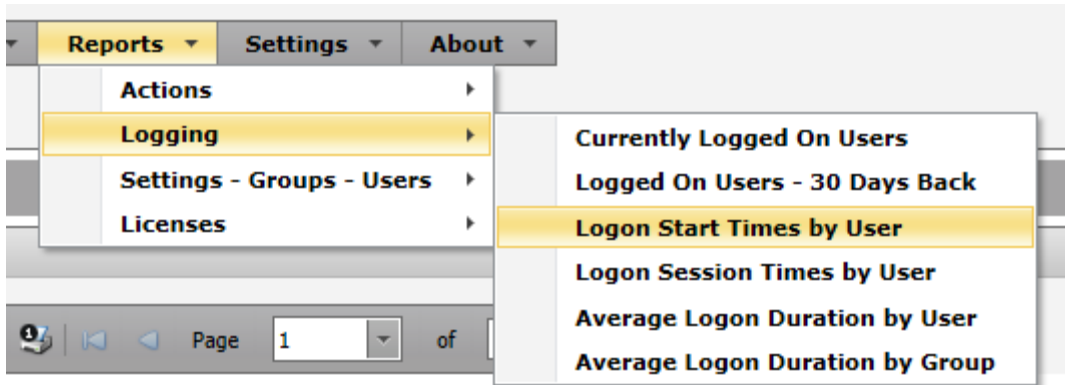 Reports Settings About
Actions
Logging
Settings - Groups - Users
Licenses
Currently Logged On Users
Logged On Users - 30 Days Back
Logon Start Times by User
Logon Session Times by User
Average Logon Duration by User
Average Logon Duration by Group
1 Page 1 of